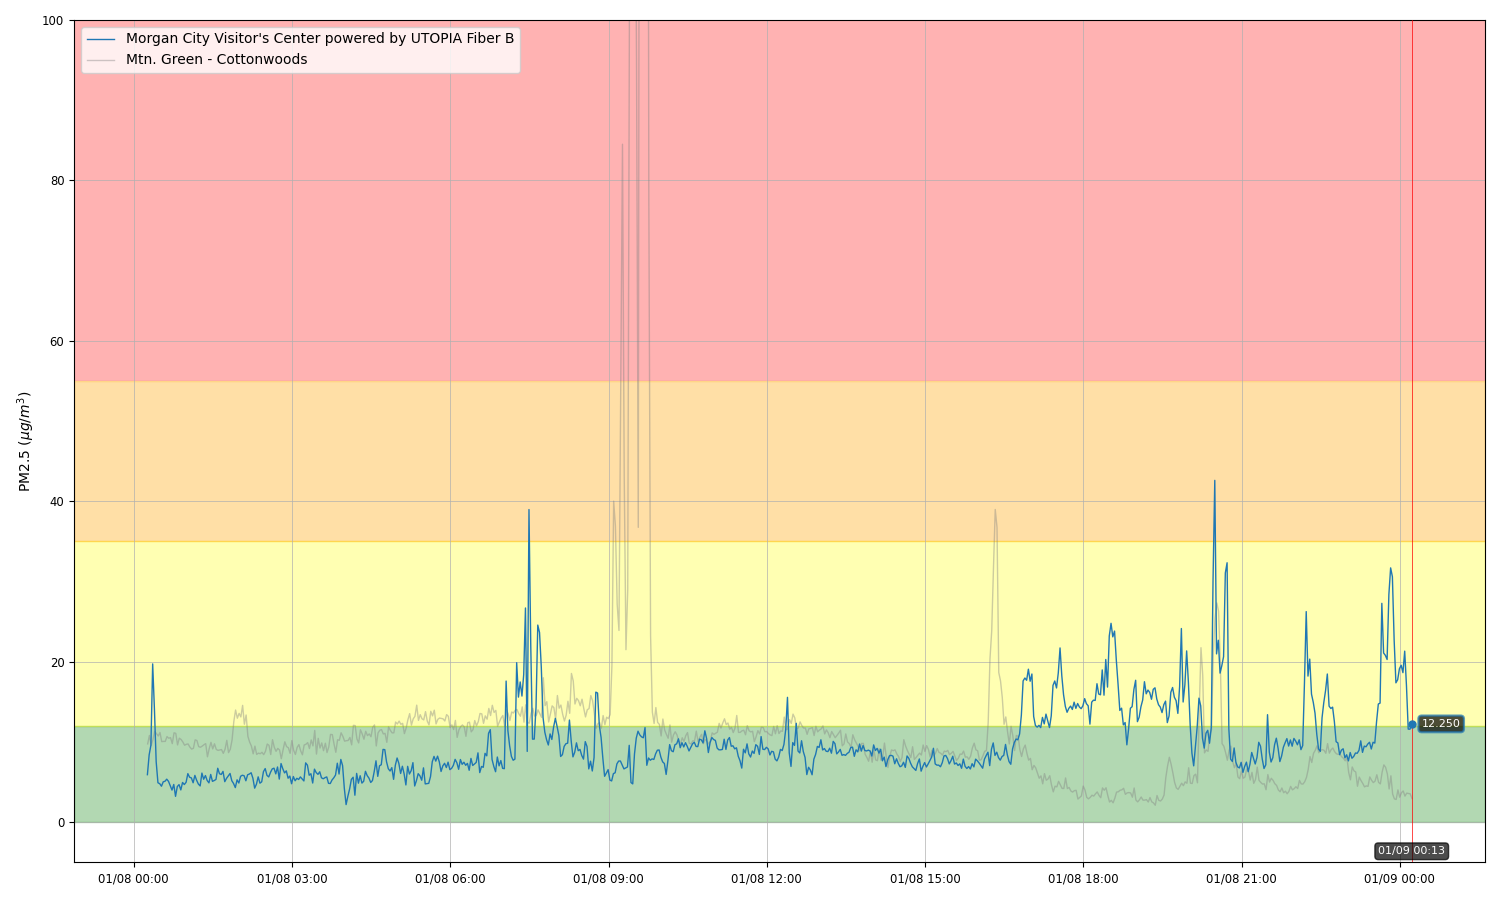 100
Morgan City Visitor's Center powered by UTOPIA Fiber B
Mtn. Green - Cottonwoods
80
60
40
20
0
PM2.5 (μg/m³)
12.250
01/09 00:13
01/08 00:00 01/08 03:00 01/08 06:00 01/08 09:00 01/08 12:00 01/08 15:00 01/08 18:00 01/08 21:00 01/09 00:00